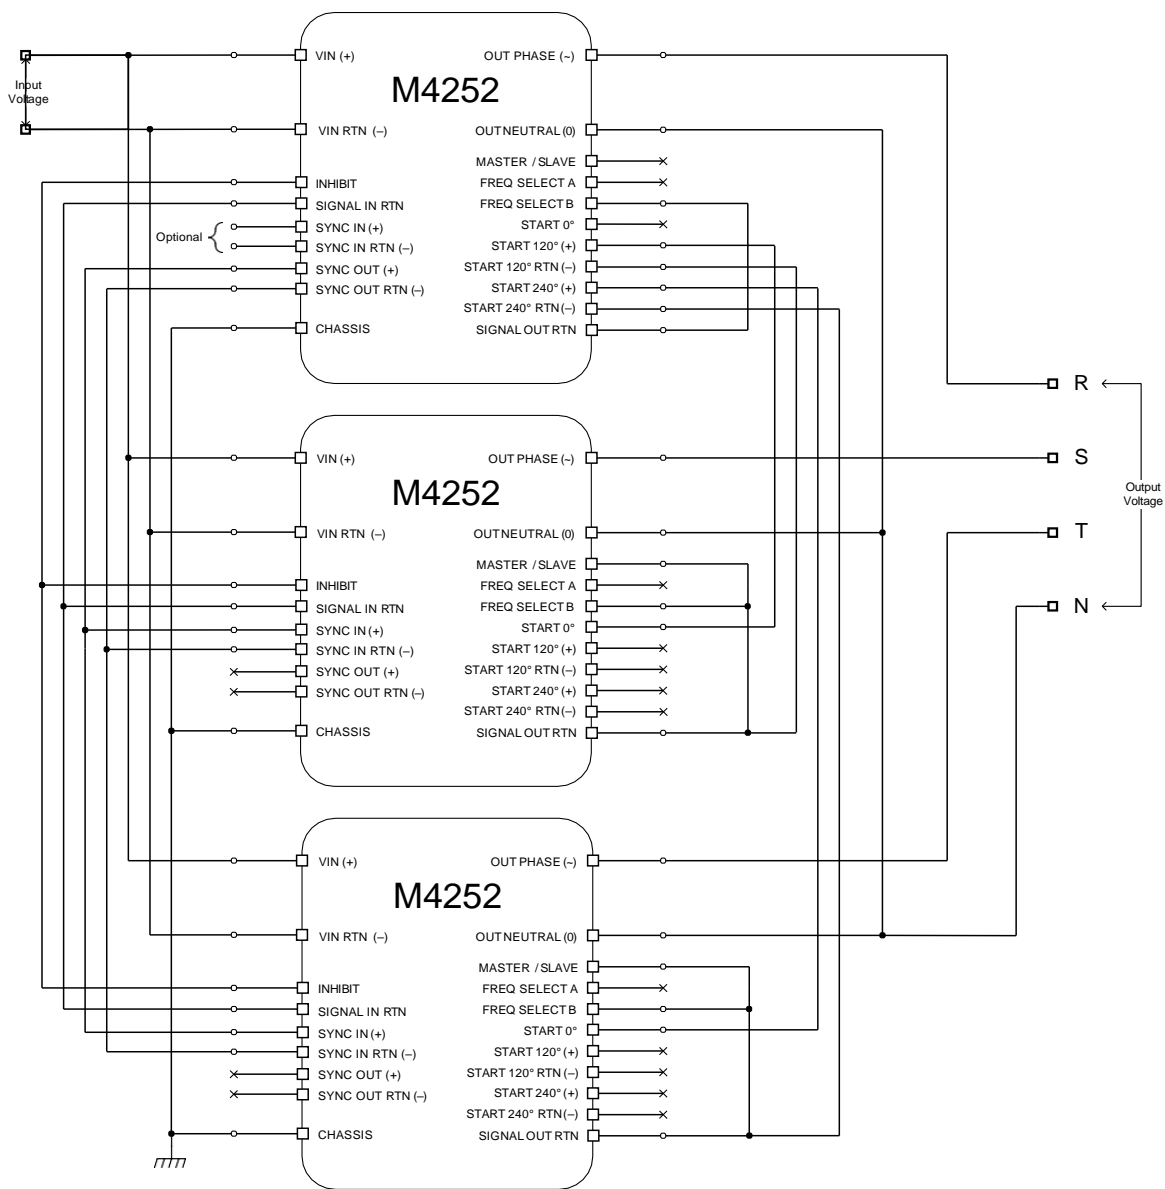 VIN (+)
OUT PHASE (~)
M4252
Input
Voltage
VIN RTN (–)
OUT NEUTRAL (0)
MASTER / SLAVE
INHIBIT
FREQ SELECT A
SIGNAL IN RTN
FREQ SELECT B
SYNC IN (+)
START 0°
Optional
SYNC IN RTN (–)
START 120° (+)
SYNC OUT (+)
START 120° RTN (–)
SYNC OUT RTN (–)
START 240° (+)
START 240° RTN (–)
CHASSIS
SIGNAL OUT RTN
R
VIN (+)
OUT PHASE (~)
S
M4252
Output
Voltage
VIN RTN (–)
OUT NEUTRAL (0)
T
MASTER / SLAVE
INHIBIT
FREQ SELECT A
SIGNAL IN RTN
FREQ SELECT B
N
SYNC IN (+)
START 0°
SYNC IN RTN (–)
START 120° (+)
SYNC OUT (+)
START 120° RTN (–)
SYNC OUT RTN (–)
START 240° (+)
START 240° RTN (–)
CHASSIS
SIGNAL OUT RTN
VIN (+)
OUT PHASE (~)
M4252
VIN RTN (–)
OUT NEUTRAL (0)
MASTER / SLAVE
INHIBIT
FREQ SELECT A
SIGNAL IN RTN
FREQ SELECT B
SYNC IN (+)
START 0°
SYNC IN RTN (–)
START 120° (+)
SYNC OUT (+)
START 120° RTN (–)
SYNC OUT RTN (–)
START 240° (+)
START 240° RTN (–)
CHASSIS
SIGNAL OUT RTN